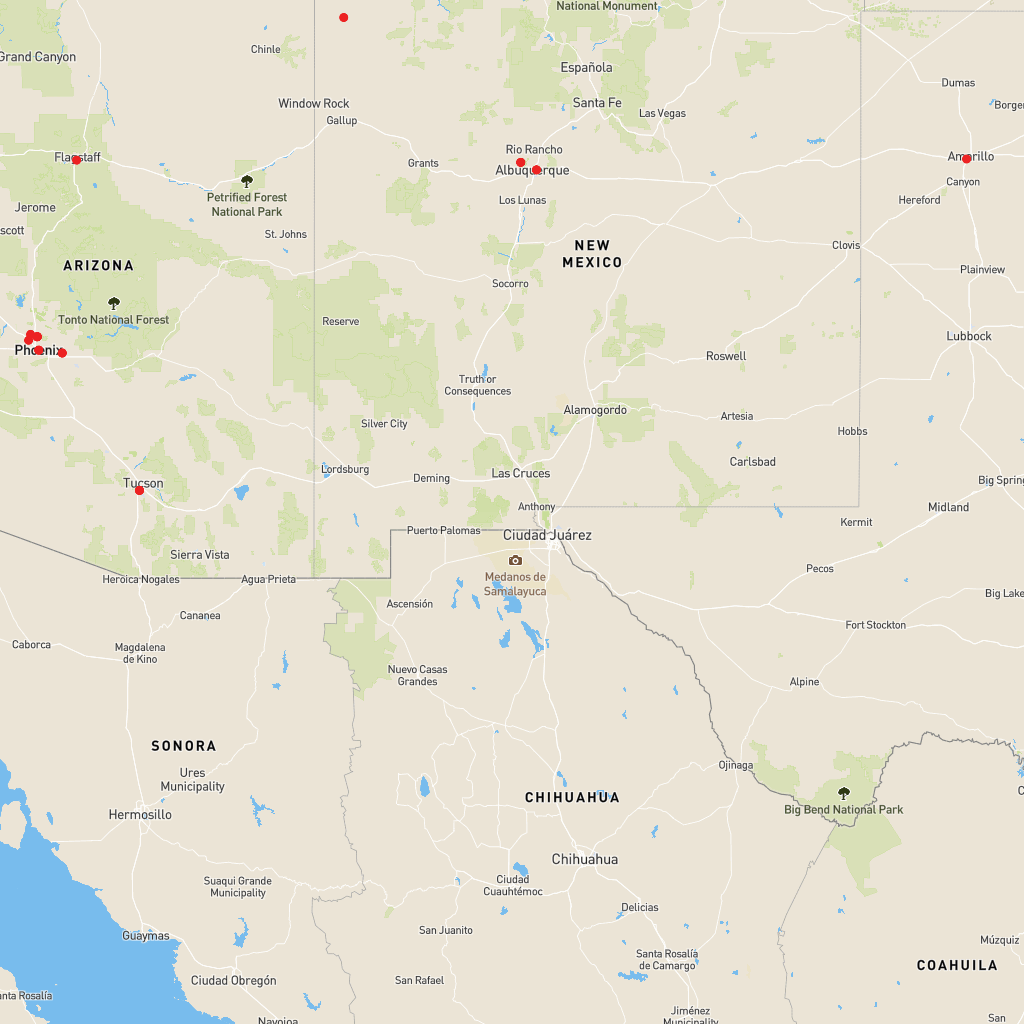 National Monument
Chinle
Grand Canyon
Española
Dumas
Window Rock
Santa Fe
Las Vegas
Gallup
Rio Rancho
Flagstaff
Grants
Albuquerque
Amarillo
Canyon
Petrified Forest
National Park
Jerome
Los Lunas
Hereford
St. Johns
NEW
MEXICO
Clovis
ARIZONA
Socorro
Plainview
Tonto National Forest
Reserve
Lubbock
Phoenix
Roswell
Truth or
Consequences
Alamogordo
Artesia
Silver City
Hobbs
Carlsbad
Lordsburg
Las Cruces
Deming
Tucson
Big Spring
Anthony
Midland
Kermit
Puerto Palomas
Ciudad Juárez
Sierra Vista
Medanos de
Samalayuca
Pecos
Heroica Nogales
Agua Prieta
Ascensión
Big Lake
Cananea
Fort Stockton
Caborca
Magdalena
de Kino
Nuevo Casas
Grandes
Alpine
SONORA
Ojinaga
Ures
Municipality
CHIHUAHUA
Big Bend National Park
Hermosillo
Chihuahua
Suaqui Grande
Municipality
Ciudad
Cuauhtémoc
Delicias
Guaymas
San Juanito
Múzquiz
Santa Rosalía
de Camargo
COAHUILA
Ciudad Obregón
San Rafael
Jiménez
Municipality
Navojoa
San